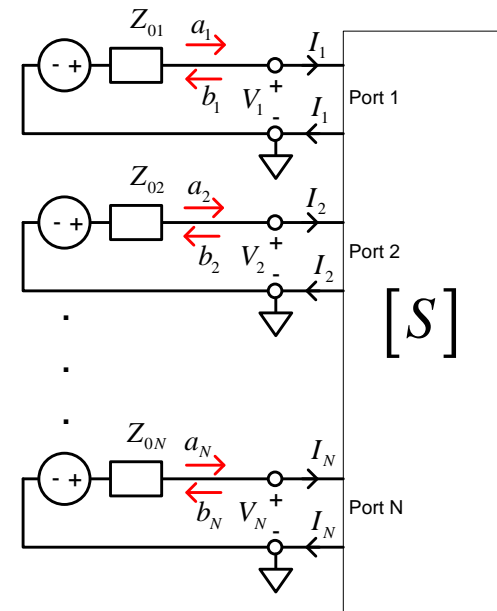 Z01 a1 I1
- + b1 V1 + Port 1
- I1
Z02 a2 I2
- + b2 V2 + Port 2
- I2
[S]
.
.
.
Z0N aN IN
- + bN VN + Port N
- IN